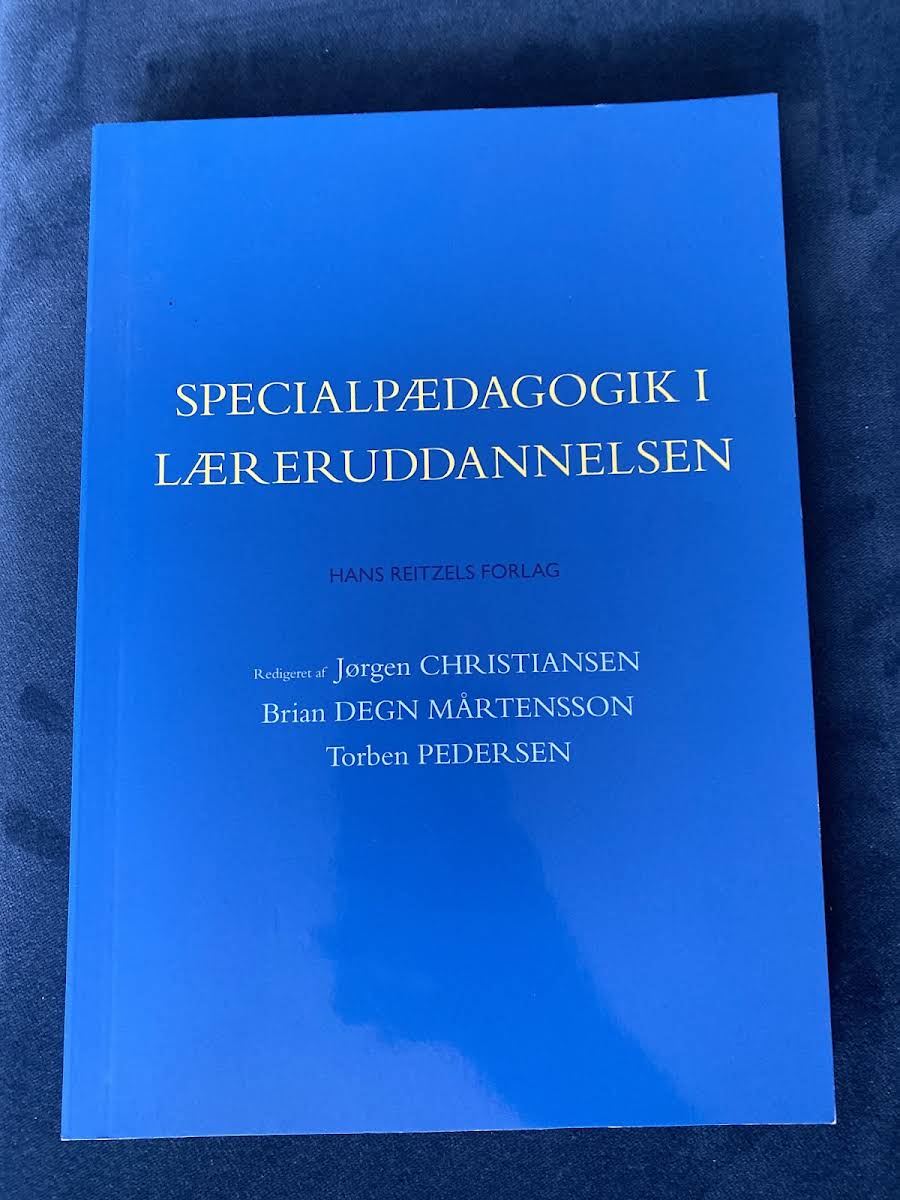 SPECIALPÆDAGOGIK I
LÆRERUDDANNELSEN
HANS REITZELS FORLAG
Redigeret af Jørgen CHRISTIANSEN
Brian DEGN MÅRTENSSON
Torben PEDERSEN